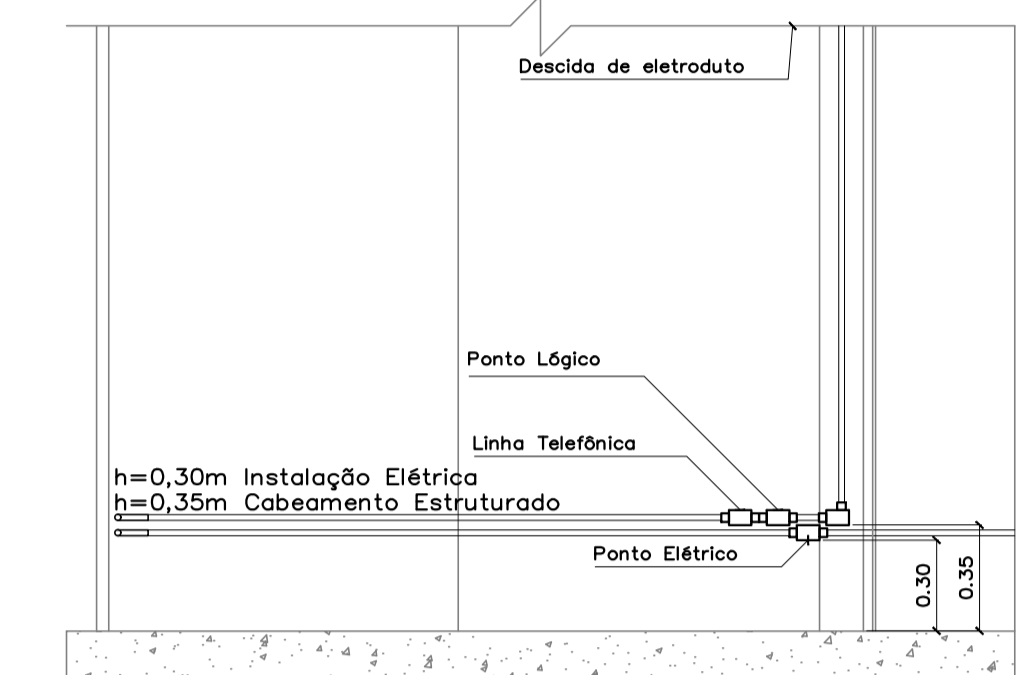 Descida de eletroduto
Ponto Lógico
Linha Telefônica
h=0,30m Instalação Elétrica
h=0,35m Cabeamento Estruturado
Ponto Elétrico
0.30
0.35